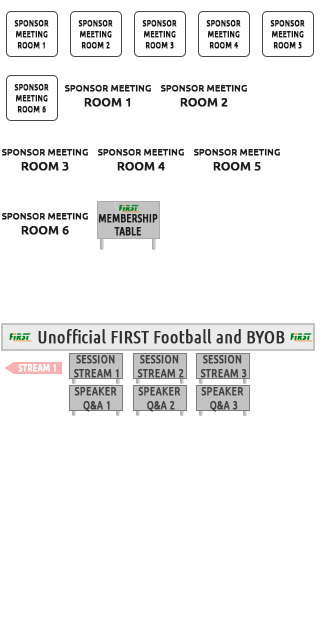 SPONSOR
MEETING
ROOM 1
SPONSOR
MEETING
ROOM 2
SPONSOR
MEETING
ROOM 3
SPONSOR
MEETING
ROOM 4
SPONSOR
MEETING
ROOM 5
SPONSOR
MEETING
ROOM 6
SPONSOR MEETING
ROOM 1
SPONSOR MEETING
ROOM 2
SPONSOR MEETING
ROOM 3
SPONSOR MEETING
ROOM 4
SPONSOR MEETING
ROOM 5
SPONSOR MEETING
ROOM 6
FIRST
MEMBERSHIP
TABLE
FIRST Unofficial FIRST Football and BYOB FIRST
STREAM 1
SESSION
STREAM 1
SESSION
STREAM 2
SESSION
STREAM 3
SPEAKER
Q&A 1
SPEAKER
Q&A 2
SPEAKER
Q&A 3